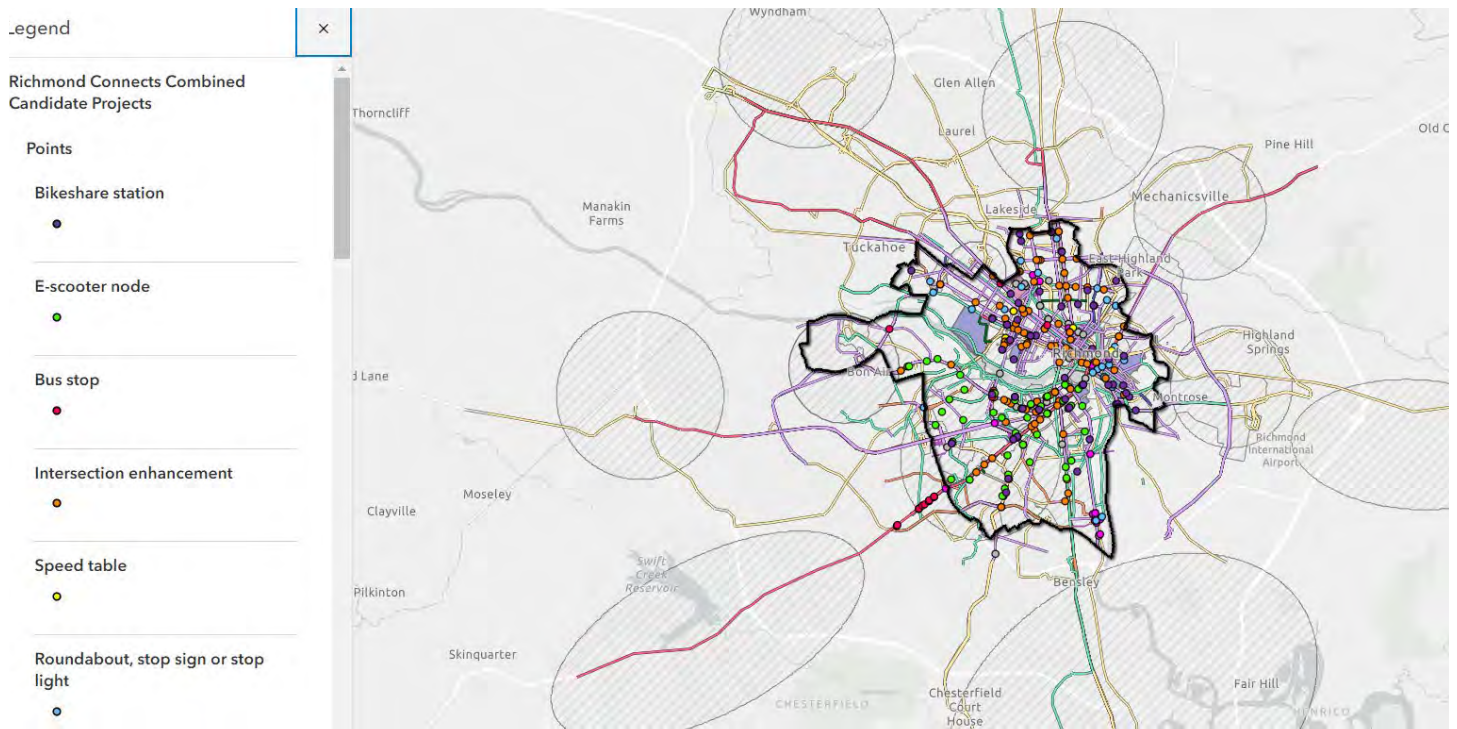 Legend
×
Richmond Connects Combined
Candidate Projects
Points
Bikeshare station
E-scooter node
Bus stop
Intersection enhancement
Speed table
Roundabout, stop sign or stop
light
Wyndham
Glen Allen
Thorncliff
Laurel
Old C
Pine Hill
Mechanicsville
Manakin
Farms
Lakeside
Tuckahoe
East Highland
Park
Highland
Springs
Richmond
d Lane
Bon Air
Montrose
Richmond
International
Airport
Moseley
Clayville
Swift
Creek
Reservoir
Bensley
Pilkinton
Skinquarter
Fair Hill
Chesterfield
Court
House
CHESTERFIELD
HENRICO